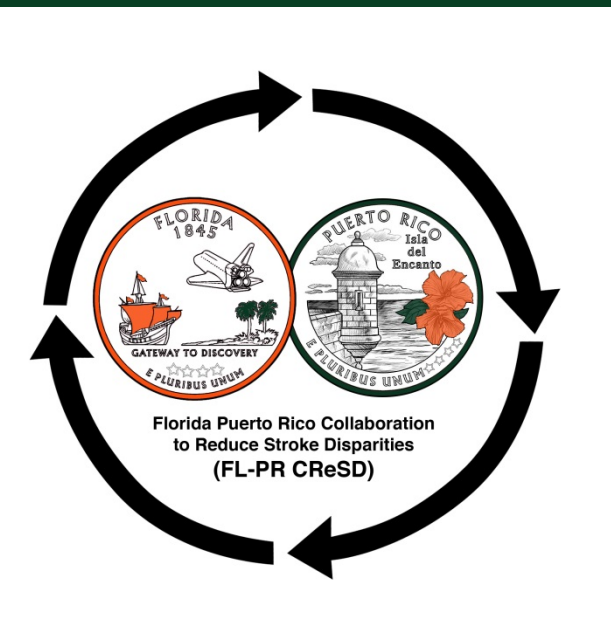 FLORIDA
1845
GATEWAY TO DISCOVERY
E PLURIBUS UNUM
PUERTO RICO
Isla
del
Encanto
E PLURIBUS UNUM
Florida Puerto Rico Collaboration
to Reduce Stroke Disparities
(FL-PR CReSD)